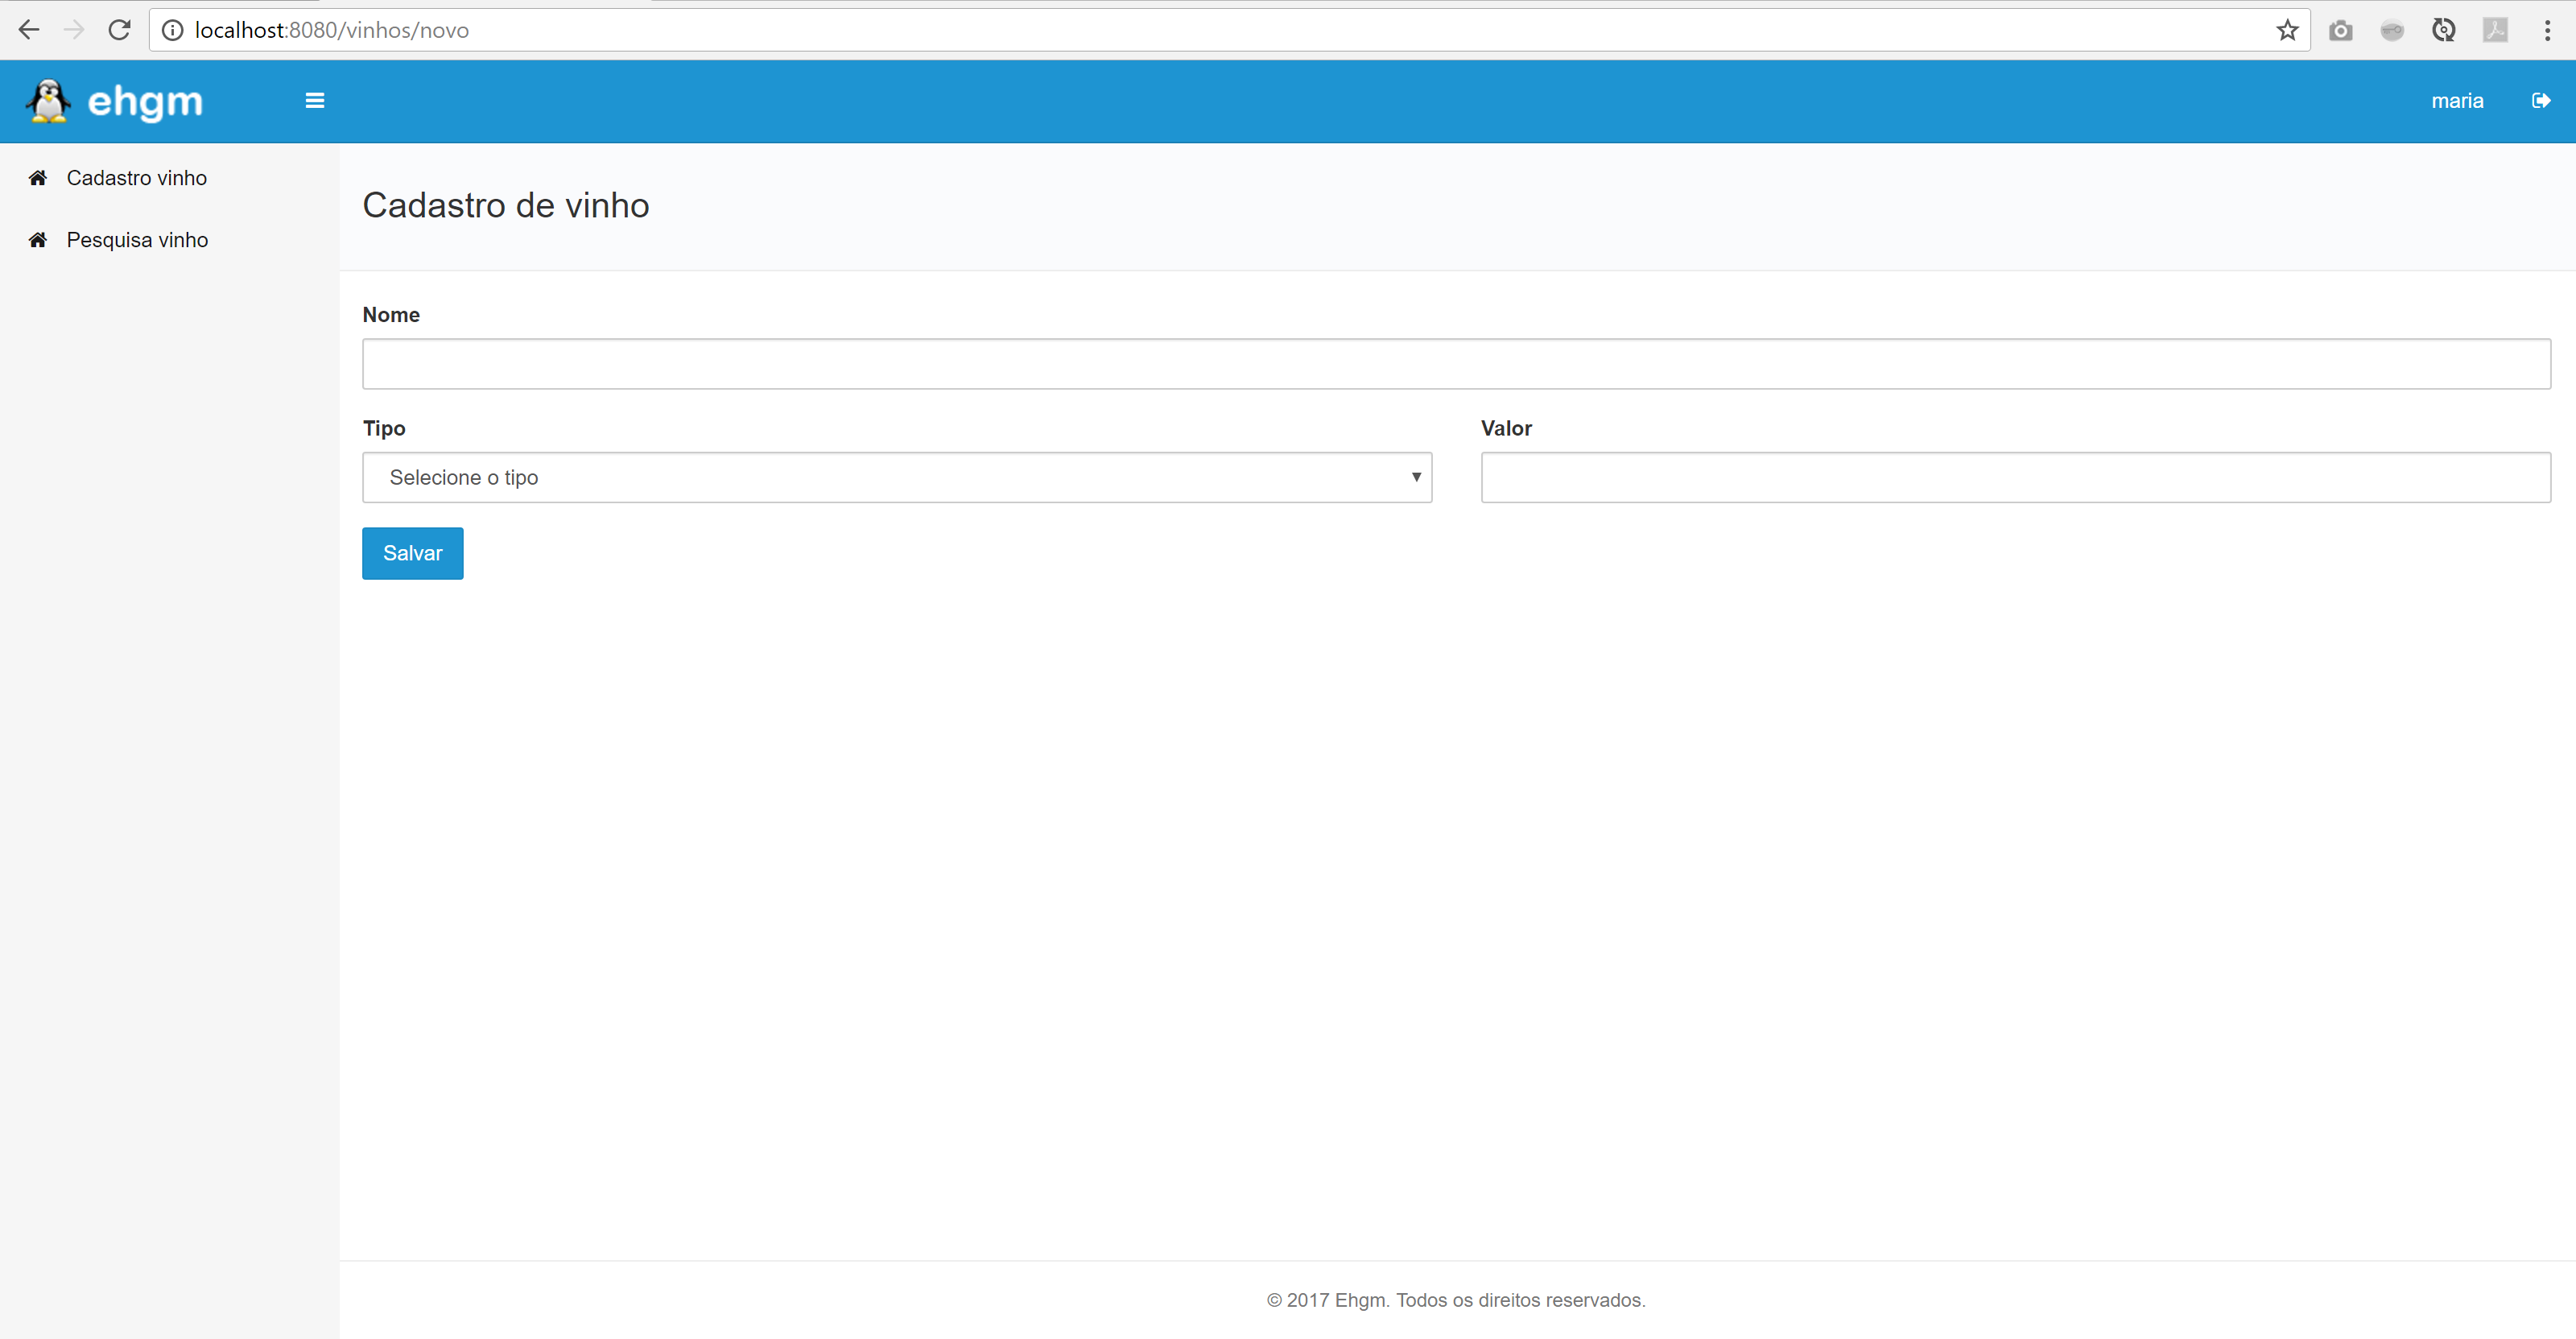 localhost:8080/vinhos/novo
ehgm
maria
Cadastro vinho
Pesquisa vinho
Cadastro de vinho
Nome
Tipo
Valor
Selecione o tipo
Salvar
© 2017 Ehgm. Todos os direitos reservados.